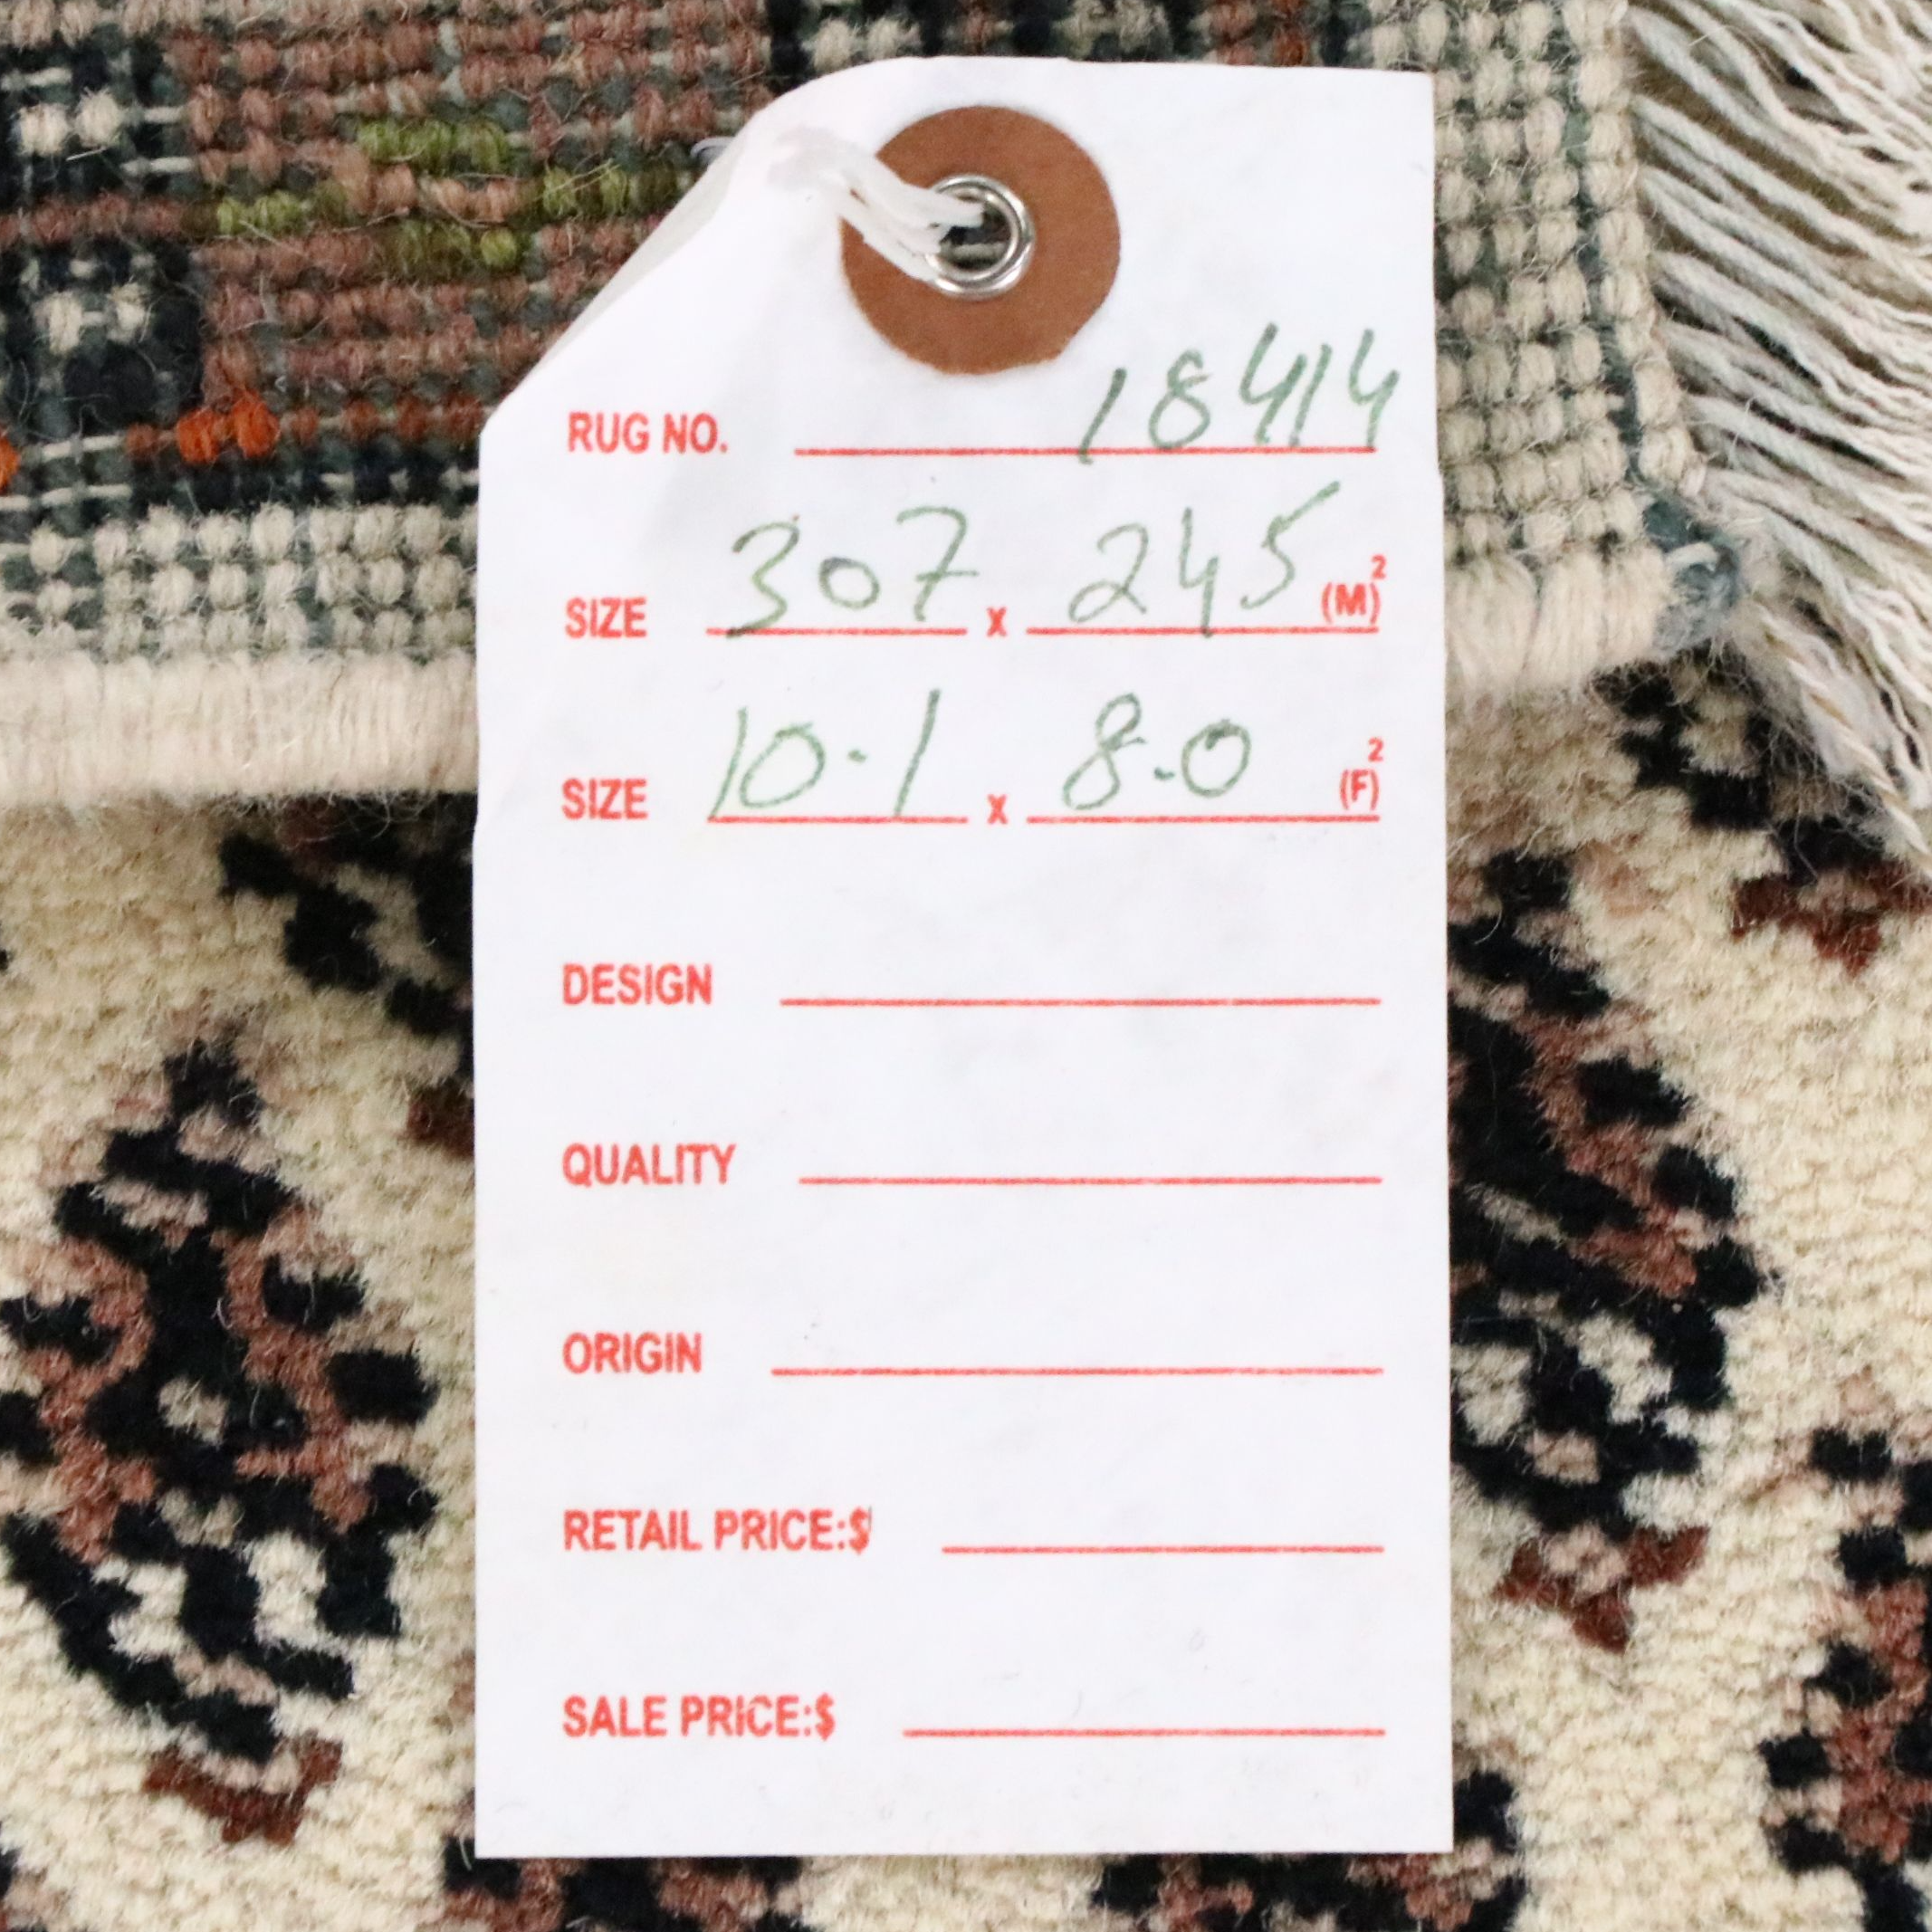 RUG NO. 18414
SIZE 307 x 245 (M)²
SIZE 10.1 x 8.0 (F)²
DESIGN
QUALITY
ORIGIN
RETAIL PRICE:$
SALE PRICE:$